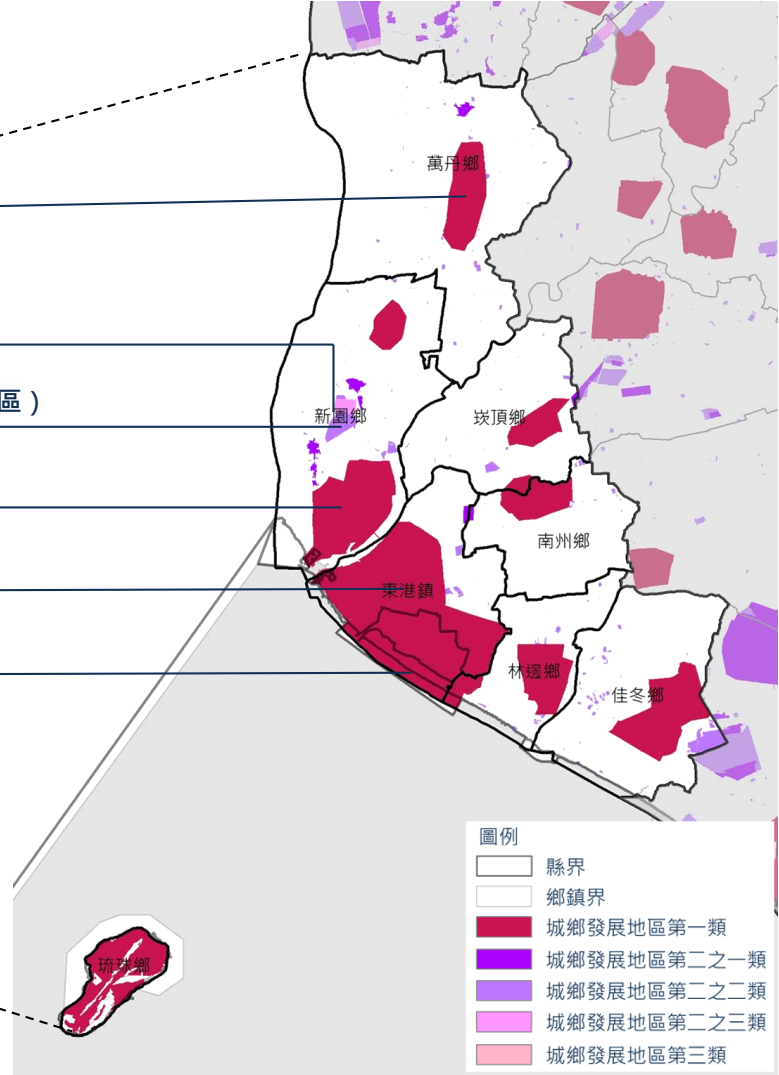 萬丹鄉
區）
新園鄉
崁頂鄉
南州鄉
東港鎮
林邊鄉
佳冬鄉
琉球鄉
圖例
縣界
鄉鎮界
城鄉發展地區第一類
城鄉發展地區第二之一類
城鄉發展地區第二之二類
城鄉發展地區第二之三類
城鄉發展地區第三類